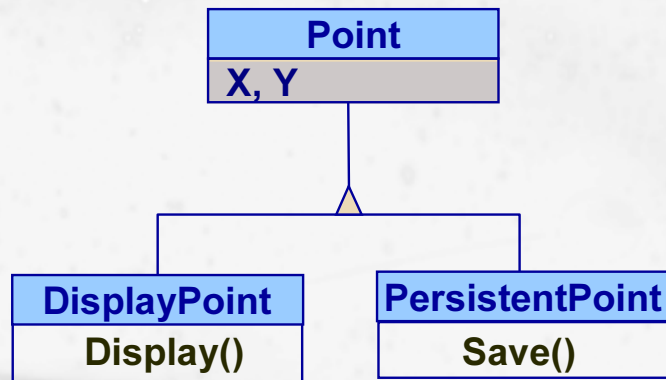 Point
X, Y
DisplayPoint
Display()
PersistentPoint
Save()